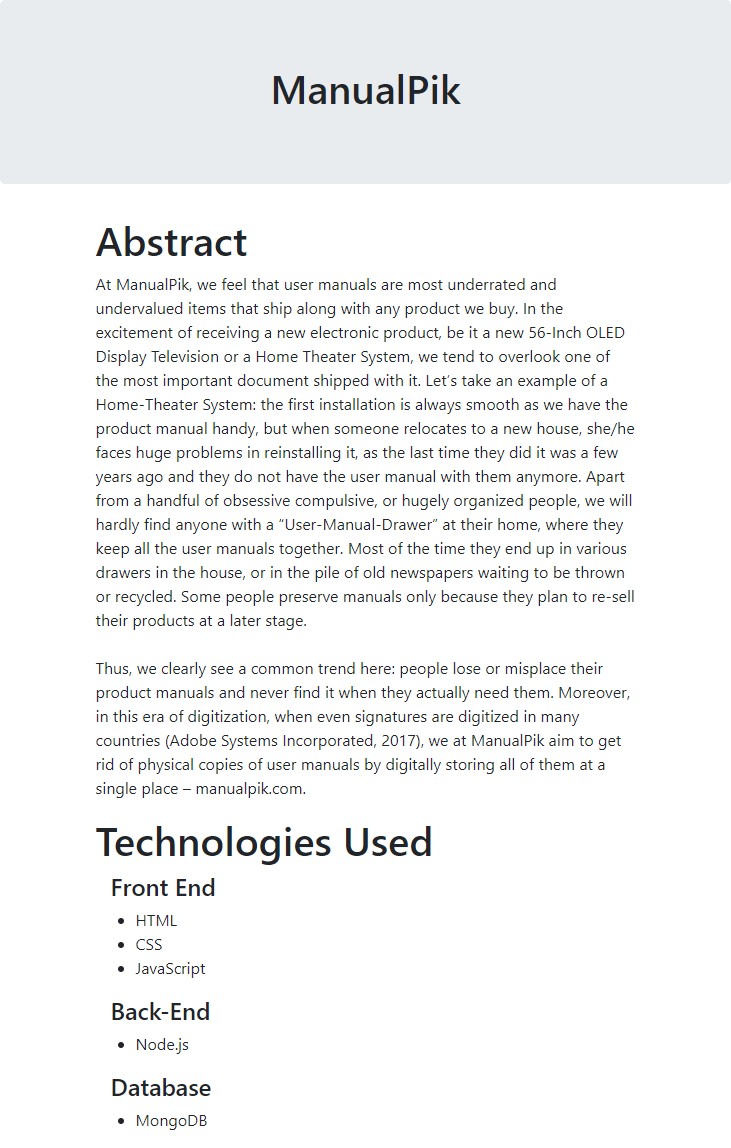 ManualPik
Abstract
At ManualPik, we feel that user manuals are most underrated and
undervalued items that ship along with any product we buy. In the
excitement of receiving a new electronic product, be it a new 56-Inch OLED
Display Television or a Home Theater System, we tend to overlook one of
the most important document shipped with it. Let’s take an example of a
Home-Theater System: the first installation is always smooth as we have the
product manual handy, but when someone relocates to a new house, she/he
faces huge problems in reinstalling it, as the last time they did it was a few
years ago and they do not have the user manual with them anymore. Apart
from a handful of obsessive compulsive, or hugely organized people, we will
hardly find anyone with a “User-Manual-Drawer” at their home, where they
keep all the user manuals together. Most of the time they end up in various
drawers in the house, or in the pile of old newspapers waiting to be thrown
or recycled. Some people preserve manuals only because they plan to re-sell
their products at a later stage.
Thus, we clearly see a common trend here: people lose or misplace their
product manuals and never find it when they actually need them. Moreover,
in this era of digitization, when even signatures are digitized in many
countries (Adobe Systems Incorporated, 2017), we at ManualPik aim to get
rid of physical copies of user manuals by digitally storing all of them at a
single place – manualpik.com.
Technologies Used
Front End
• HTML
• CSS
• JavaScript
Back-End
• Node.js
Database
• MongoDB